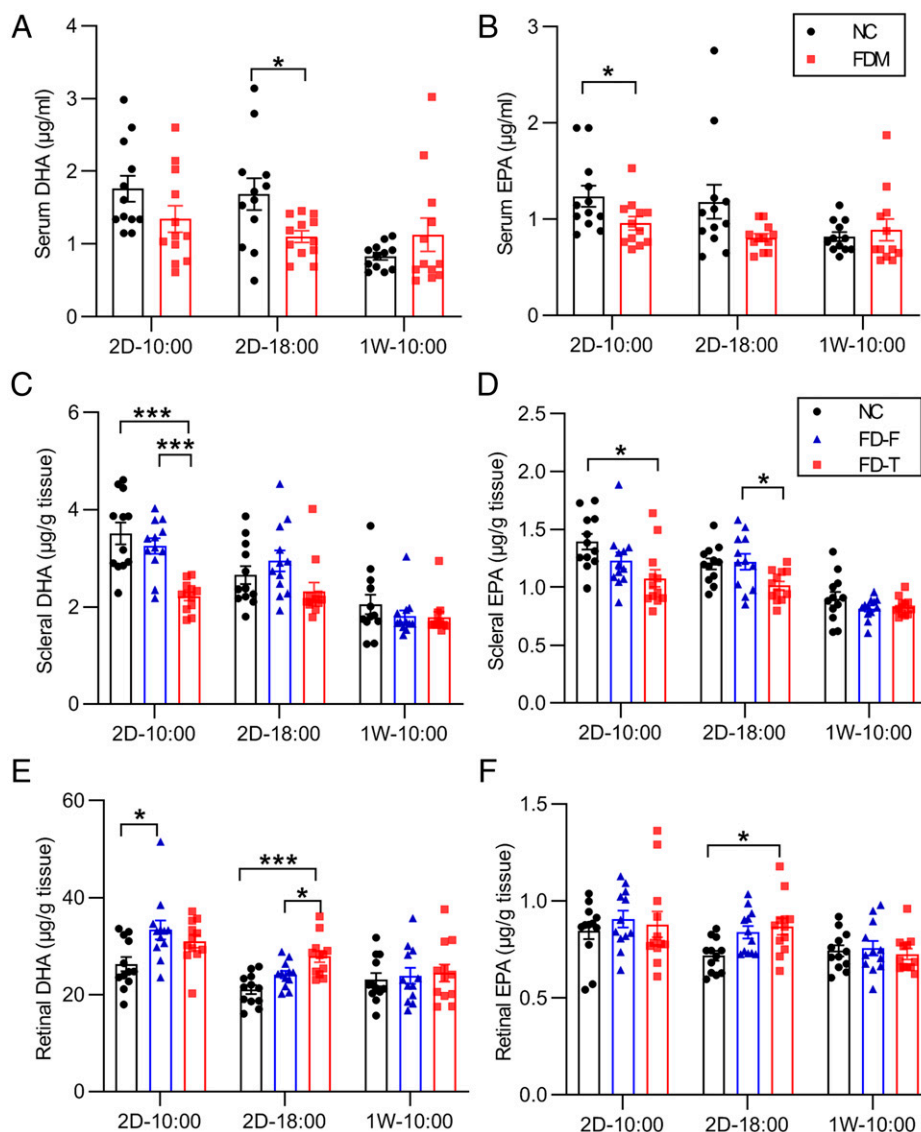 A
Serum DHA (µg/ml)
4
3
2
1
0
*
2D-10:00
2D-18:00
1W-10:00
B
Serum EPA (µg/ml)
3
2
1
0
*
NC
FDM
2D-10:00
2D-18:00
1W-10:00
C
Scleral DHA (µg/g tissue)
6
4
2
0
***
***
2D-10:00
2D-18:00
1W-10:00
D
Scleral EPA (µg/g tissue)
2.5
2.0
1.5
1.0
0.5
0.0
*
*
NC
FD-F
FD-T
2D-10:00
2D-18:00
1W-10:00
E
Retinal DHA (µg/g tissue)
60
40
20
0
*
***
*
2D-10:00
2D-18:00
1W-10:00
F
Retinal EPA (µg/g tissue)
1.5
1.0
0.5
0.0
*
2D-10:00
2D-18:00
1W-10:00